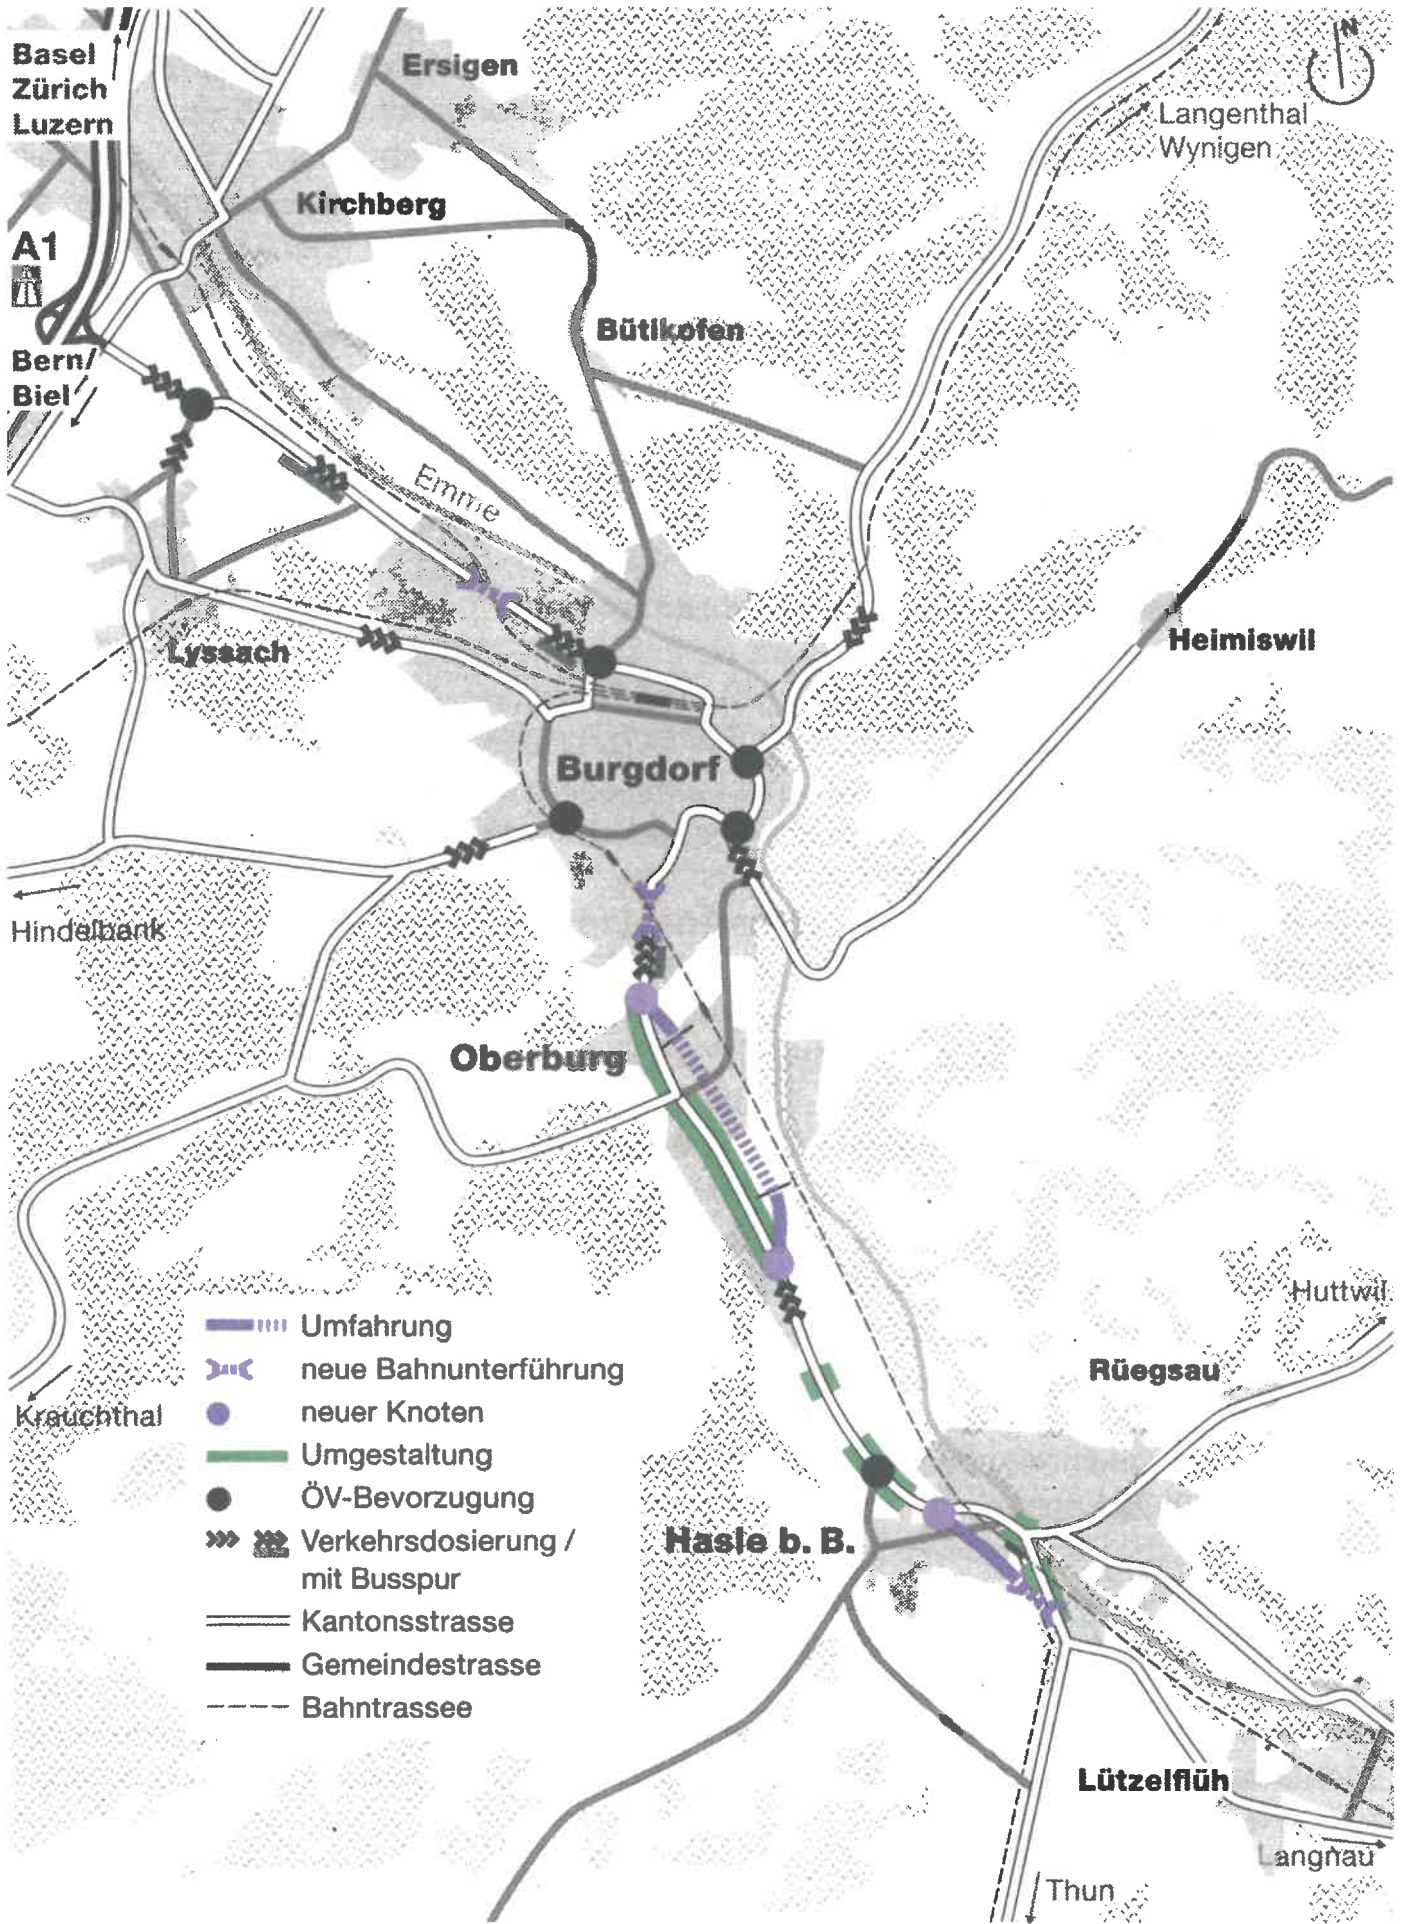 Basel
Zürich
Luzern
Ersigen
N
Langenthal
Wynigen
Kirchberg
A1
Bütikofen
Bern/
Biel
Emme
Lyssach
Heimiswil
Burgdorf
Hindelbank
Oberburg
Huttwil
Rüegsau
Krauchthal
Umfahrung
neue Bahnunterführung
neuer Knoten
Umgestaltung
ÖV-Bevorzugung
Verkehrsdosierung /
mit Busspur
Kantonsstrasse
Gemeindestrasse
Bahntrassee
Hasle b. B.
Lützelflüh
Langnau
Thun